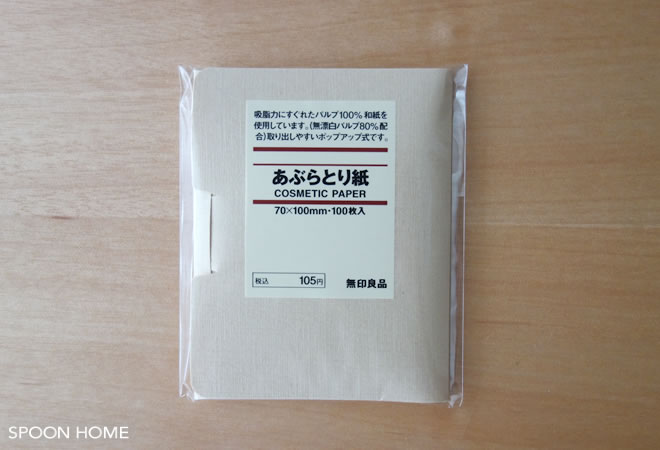 吸脂力にすぐれたパルプ100％和紙を
使用しています。(無漂白パルプ80％配
合)取り出しやすいポップアップ式です。
あぶらとり紙
COSMETIC PAPER
70×100mm・100枚入
税込 105円 無印良品
SPOON HOME